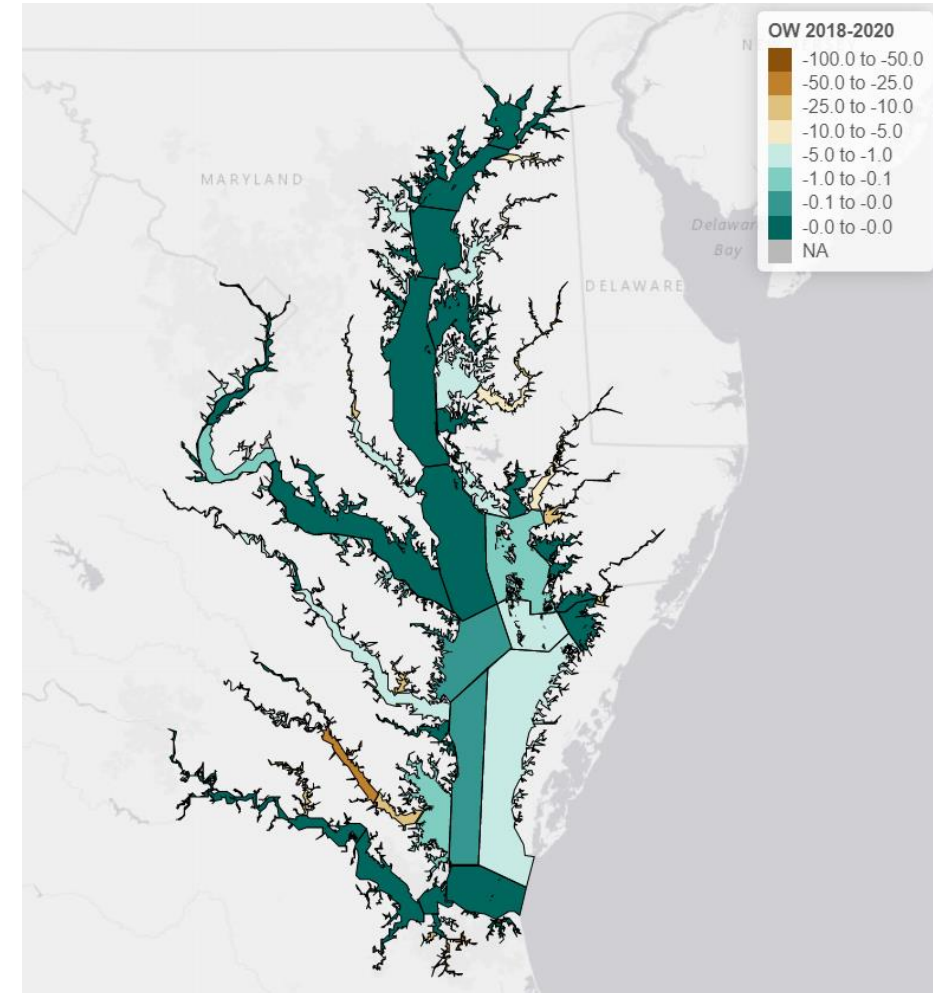 OW 2018-2020
-100.0 to -50.0
-50.0 to -25.0
-25.0 to -10.0
-10.0 to -5.0
-5.0 to -1.0
-1.0 to -0.1
-0.1 to -0.0
-0.0 to -0.0
NA
MARYLAND
Delaware
Bay
DELAWARE